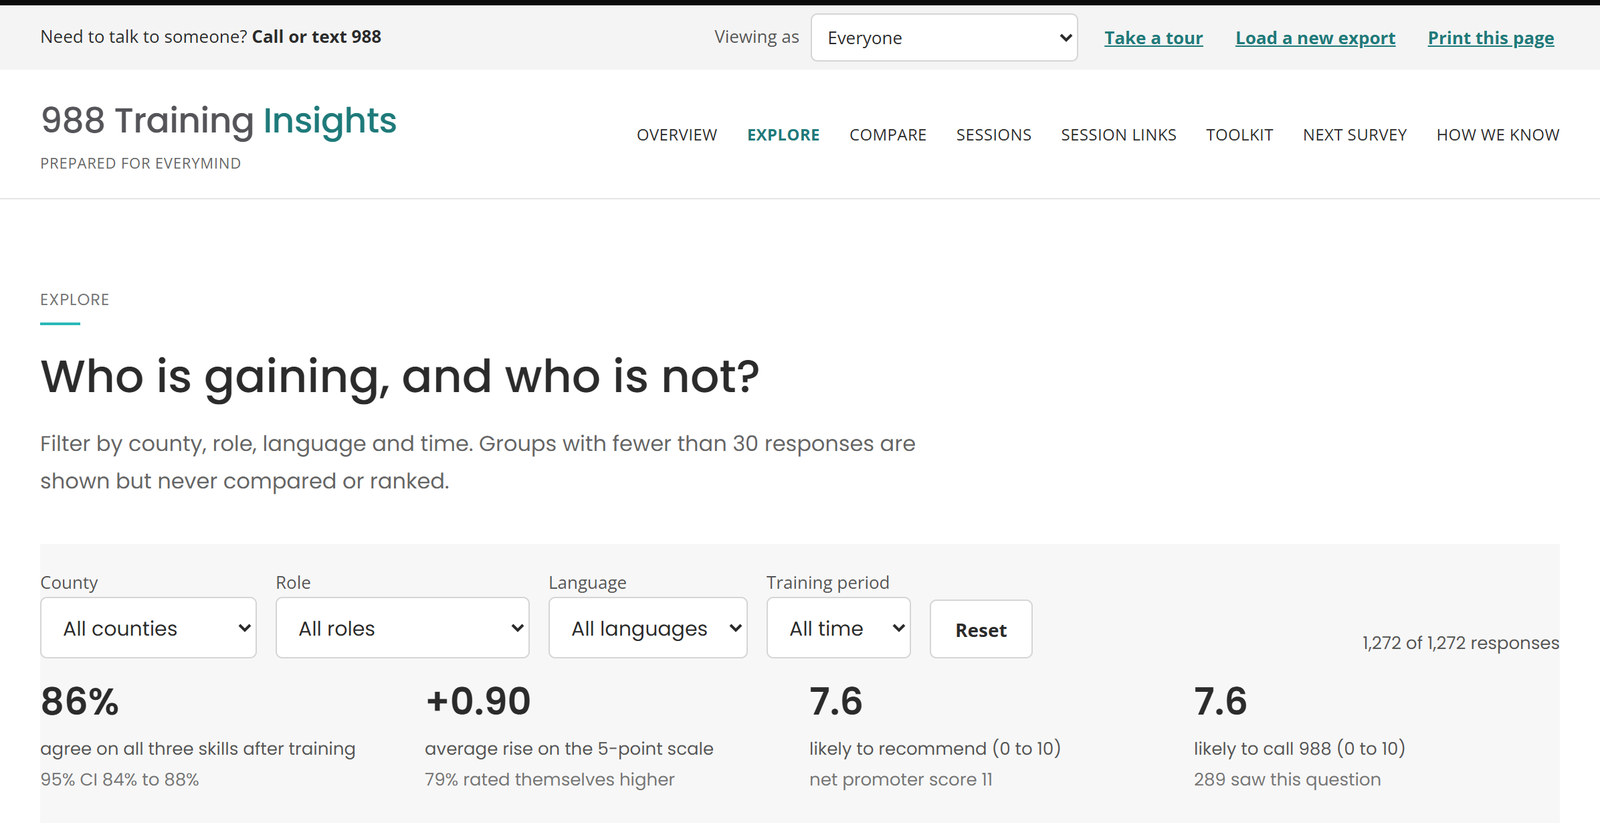 Need to talk to someone? Call or text 988
Viewing as Everyone Take a tour Load a new export Print this page
988 Training Insights
PREPARED FOR EVERYMIND
OVERVIEW EXPLORE COMPARE SESSIONS SESSION LINKS TOOLKIT NEXT SURVEY HOW WE KNOW
EXPLORE
Who is gaining, and who is not?
Filter by county, role, language and time. Groups with fewer than 30 responses are
shown but never compared or ranked.
County Role Language Training period
All counties All roles All languages All time Reset
1,272 of 1,272 responses
86%
agree on all three skills after training
95% CI 84% to 88%
+0.90
average rise on the 5-point scale
79% rated themselves higher
7.6
likely to recommend (0 to 10)
net promoter score 11
7.6
likely to call 988 (0 to 10)
289 saw this question